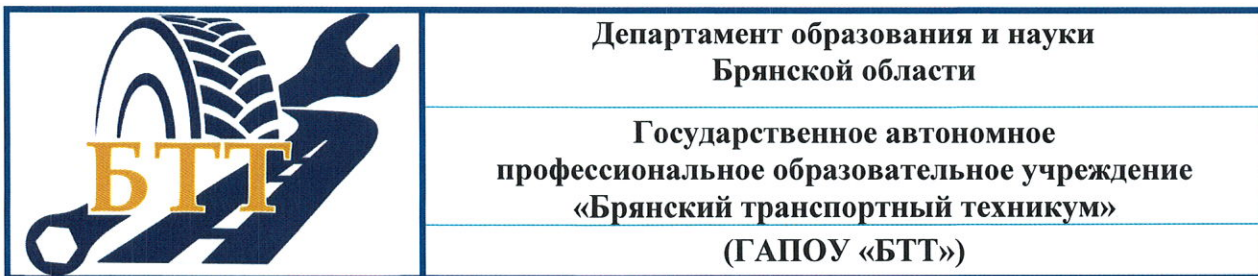 БТТ
Департамент образования и науки
Брянской области
Государственное автономное
профессиональное образовательное учреждение
«Брянский транспортный техникум»
(ГАПОУ «БТТ»)